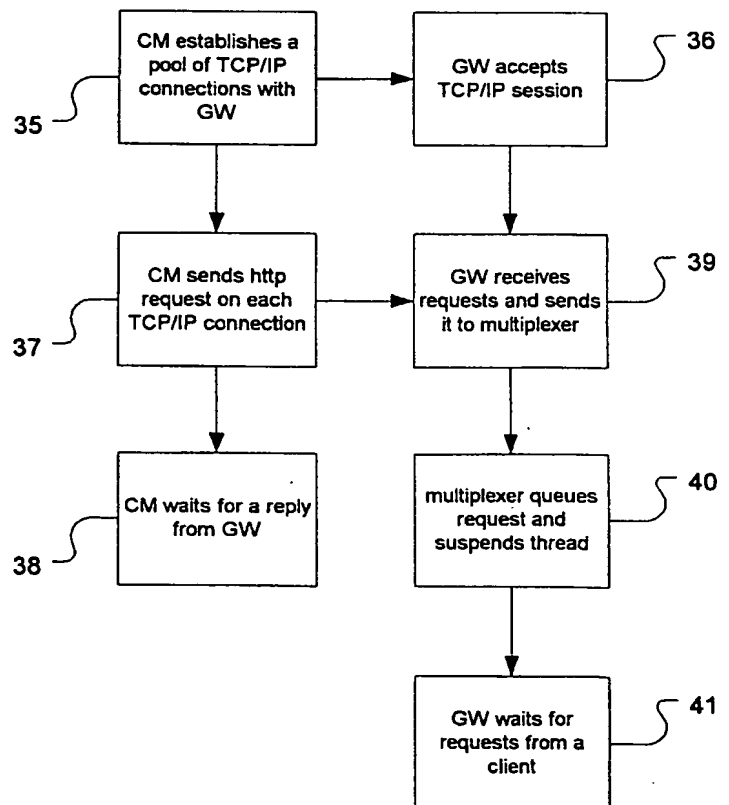 CM establishes a
pool of TCP/IP
connections with
GW
35
GW accepts
TCP/IP session
36
CM sends http
request on each
TCP/IP connection
37
GW receives
requests and sends
it to multiplexer
39
CM waits for a reply
from GW
38
multiplexer queues
request and
suspends thread
40
GW waits for
requests from a
client
41